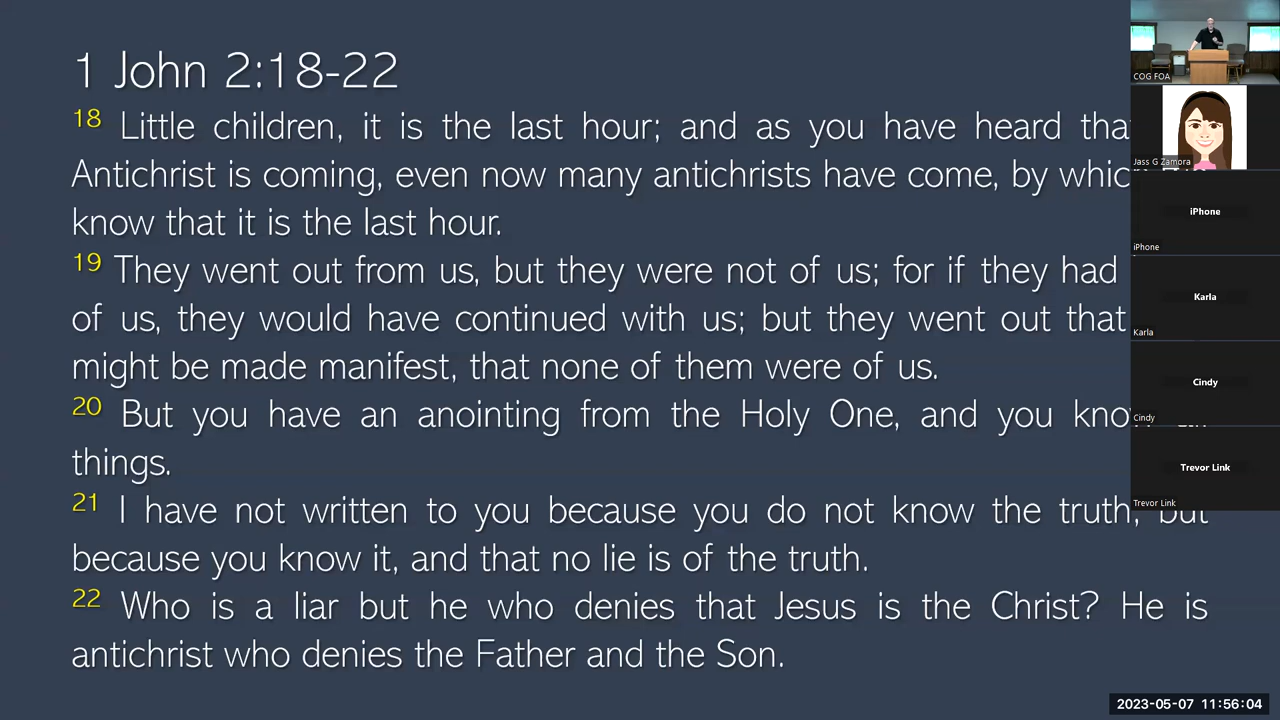 1 John 2:18-22
18 Little children, it is the last hour; and as you have heard
Antichrist is coming, even now many antichrists have come, by
know that it is the last hour.
19 They went out from us, but they were not of us; for if they had
of us, they would have continued with us; but they went out that
might be made manifest, that none of them were of us.
20 But you have an anointing from the Holy One, and you
things.
21 I have not written to you because you do not know the truth, but
because you know it, and that no lie is of the truth.
22 Who is a liar but he who denies that Jesus is the Christ? He is
antichrist who denies the Father and the Son.
COG FOA
Jass G Zamora
iPhone
iPhone
Karla
Karla
Cindy
Cindy
Trevor Link
Trevor Link
2023-05-07 11:56:04